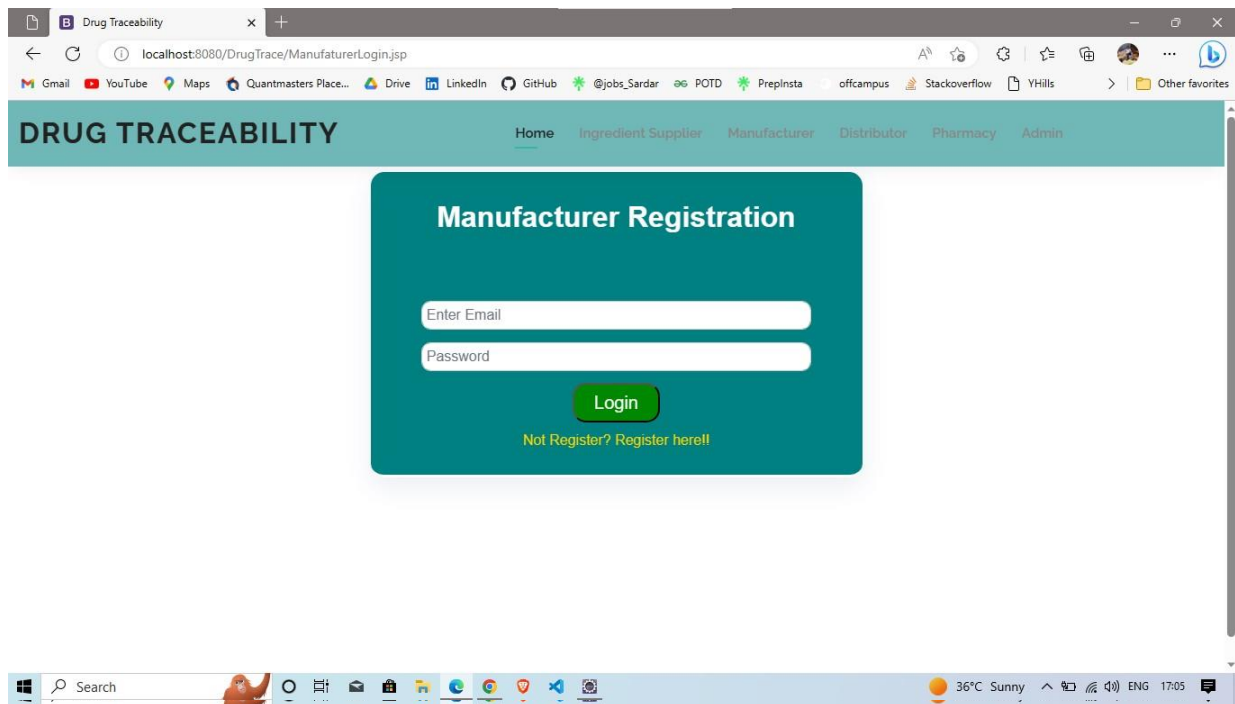 Drug Traceability
localhost:8080/DrugTrace/ManufaturerLogin.jsp
Gmail YouTube Maps Quantmasters Place... Drive LinkedIn GitHub @jobs_Sardar POTD PrepInsta offcampus Stackoverflow YHills Other favorites
DRUG TRACEABILITY Home Ingredient Supplier Manufacturer Distributor Pharmacy Admin
Manufacturer Registration
Enter Email
Password
Login
Not Register? Register here!!
Search 36°C Sunny ENG 17:05